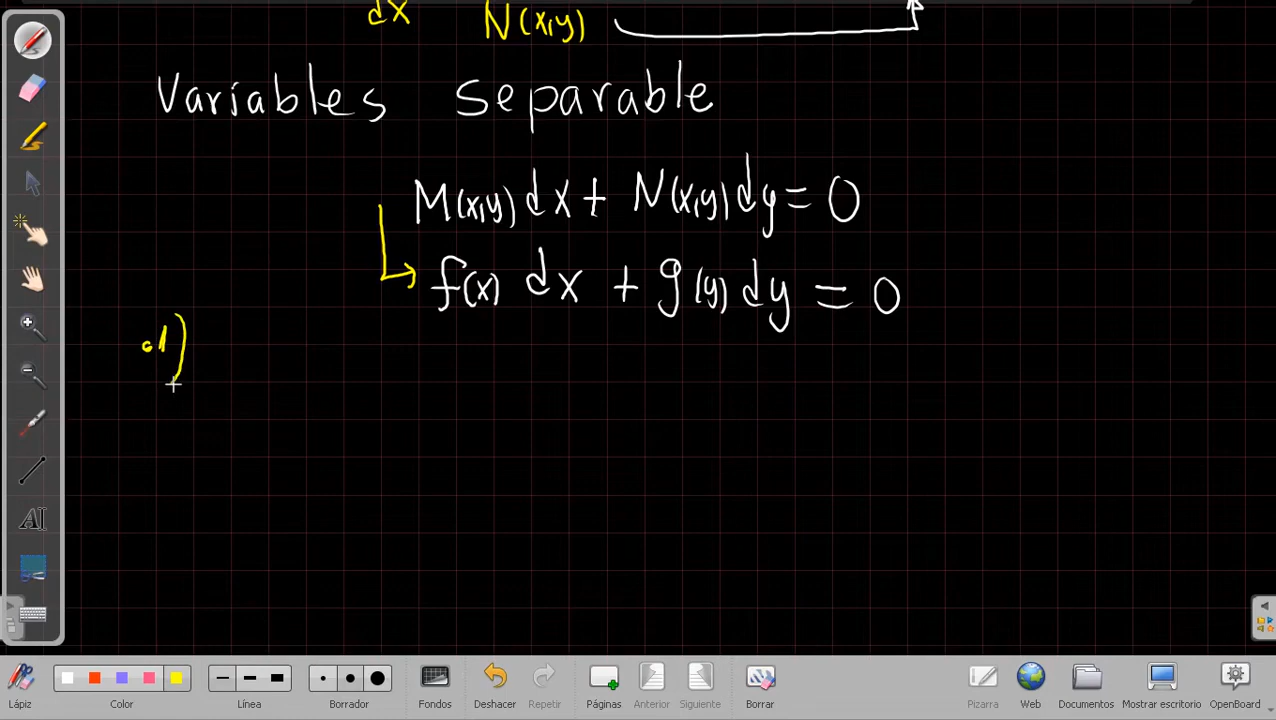 dx N(x,y)
Variables separable
M(x,y) dx + N(x,y) dy = 0
f(x) dx + g(y) dy = 0
01)
Lápiz
Color
Línea
Borrador
Fondos
Deshacer
Repetir
Páginas
Anterior
Siguiente
Borrar
Pizarra
Web
Documentos
Mostrar escritorio
OpenBoard